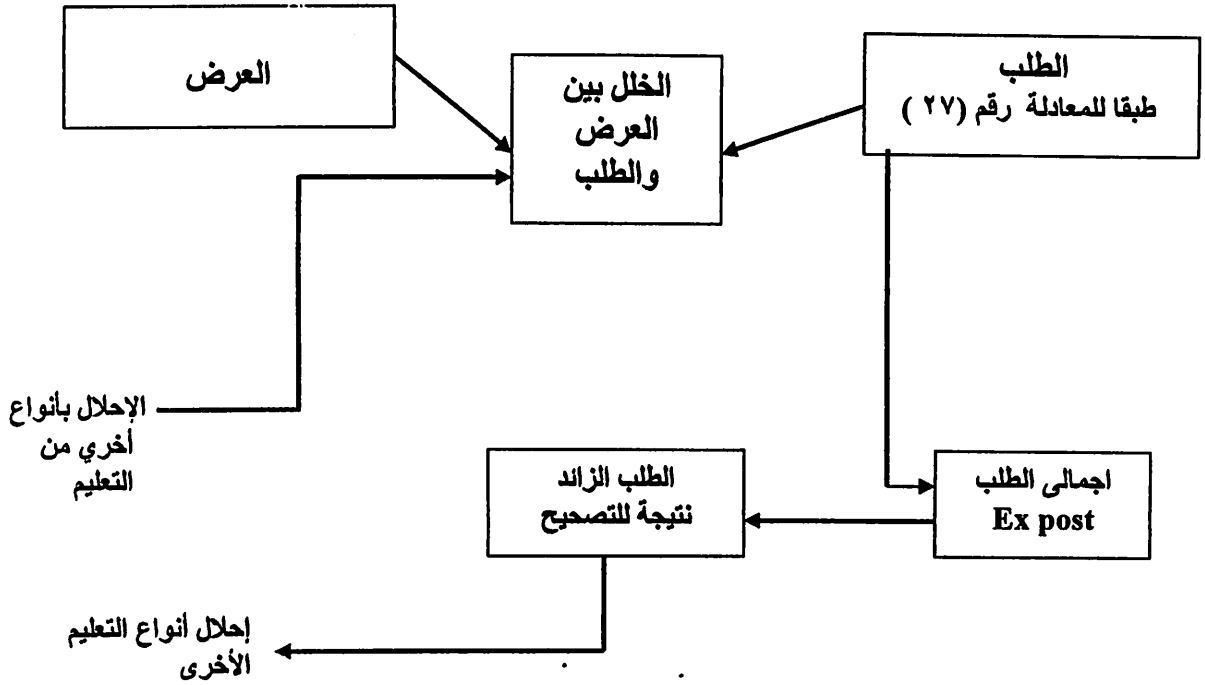 الطلب
طبقا للمعادلة رقم (٢٧ )
الخلل بين
العرض
والطلب
العرض
الإحلال بأنواع
أخري من
التعليم
اجمالى الطلب
Ex post
الطلب الزائد
نتيجة للتصحيح
إحلال أنواع التعليم
الأخرى